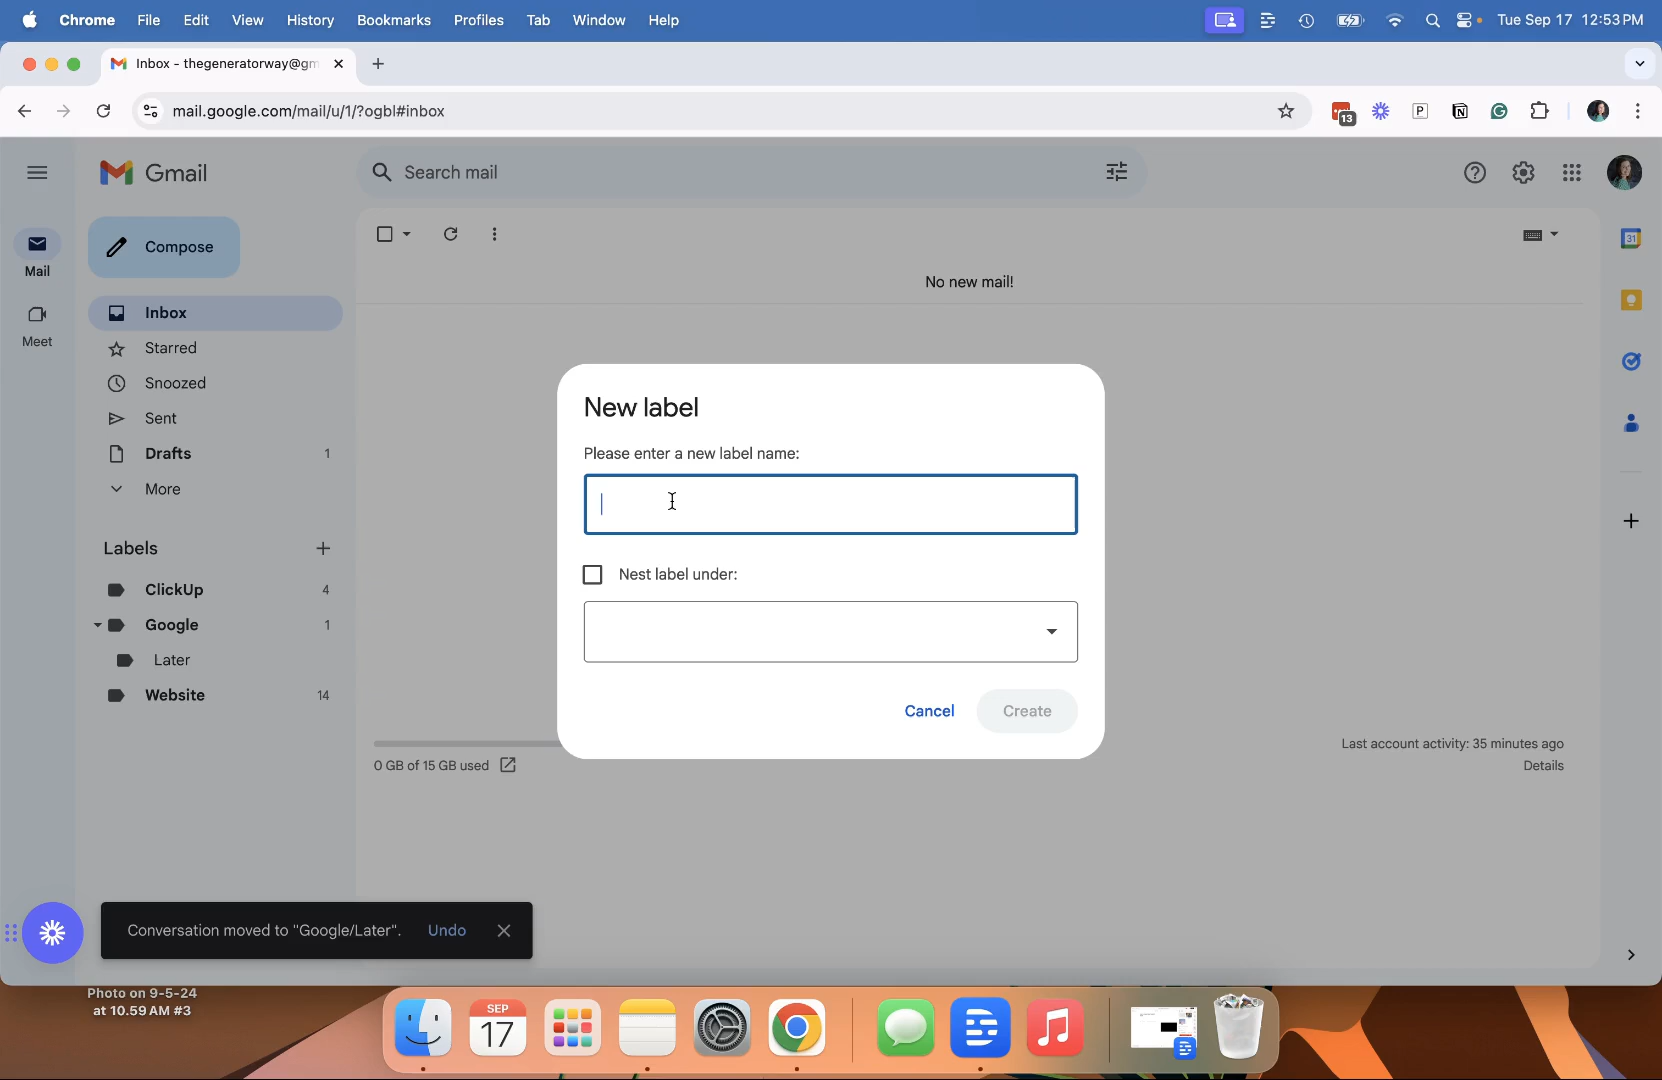 Chrome File Edit View History Bookmarks Profiles Tab Window Help Tue Sep 17 12:53 PM
Inbox - thegeneratorway@gm
mail.google.com/mail/u/1/?ogbl#inbox
13
P
N
G
Gmail
Search mail
Compose
Mail
Meet
Inbox
Starred
Snoozed
Sent
Drafts 1
More
Labels
ClickUp 4
Google 1
Later
Website 14
31
No new mail!
New label
Please enter a new label name:
Nest label under:
Cancel
Create
0 GB of 15 GB used
Last account activity: 35 minutes ago
Details
Conversation moved to "Google/Later". Undo
Photo on 9-5-24
at 10.59 AM #3
SEP
17